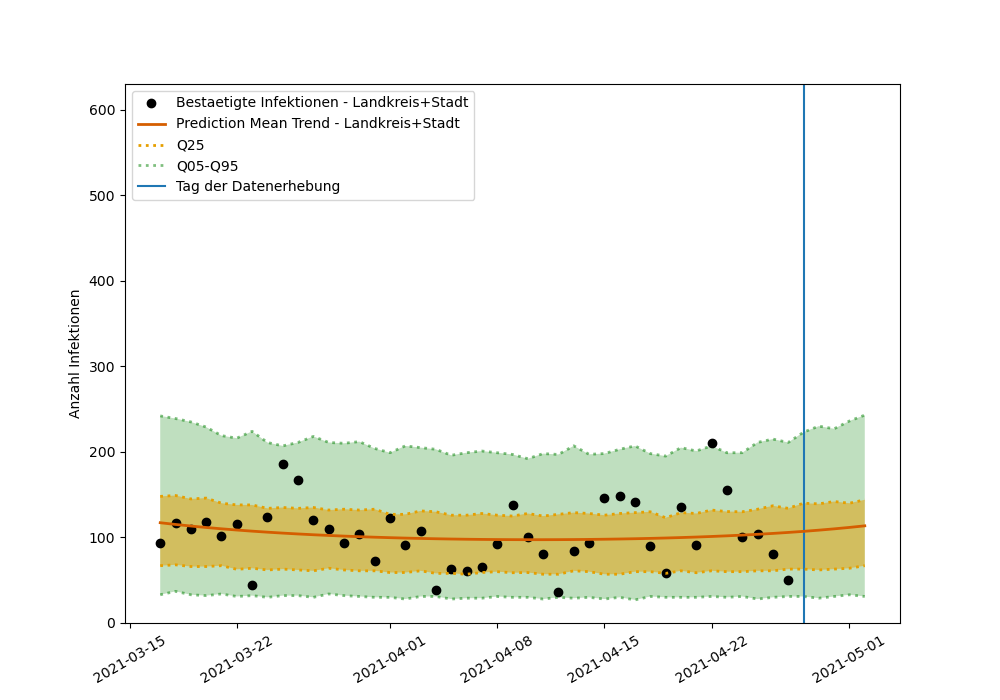 Bestaetigte Infektionen - Landkreis+Stadt
Prediction Mean Trend - Landkreis+Stadt
Q25
Q05-Q95
Tag der Datenerhebung
Anzahl Infektionen
600
500
400
300
200
100
0
2021-03-15
2021-03-22
2021-04-01
2021-04-08
2021-04-15
2021-04-22
2021-05-01